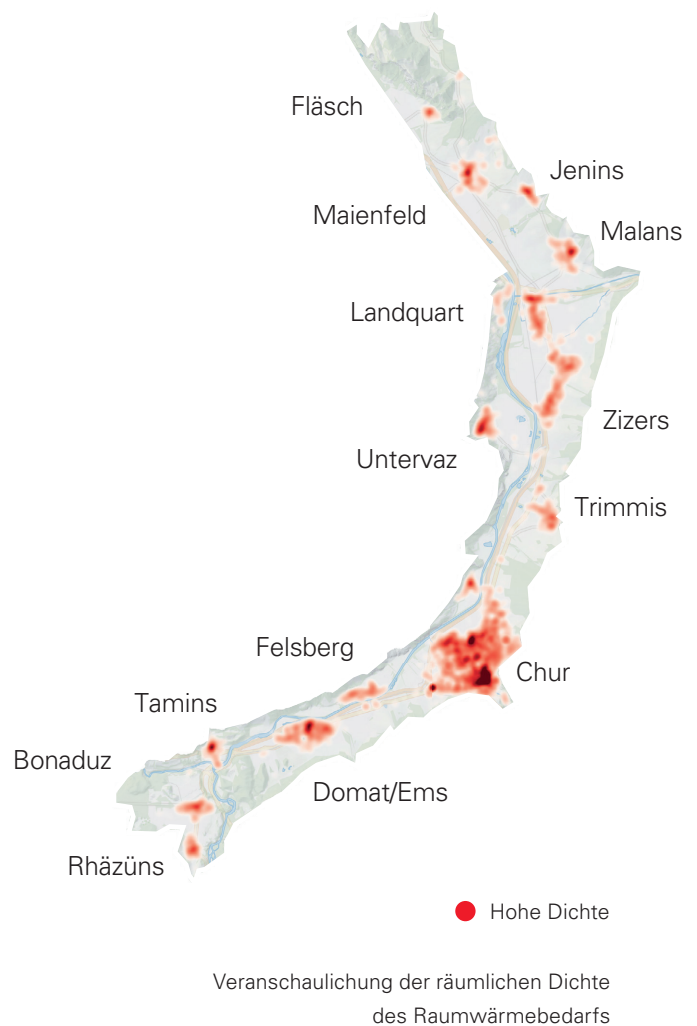 Fläsch
Jenins
Maienfeld
Malans
Landquart
Zizers
Untervaz
Trimmis
Felsberg
Chur
Tamins
Bonaduz
Domat/Ems
Rhäzüns
Hohe Dichte
Veranschaulichung der räumlichen Dichte
des Raumwärmebedarfs